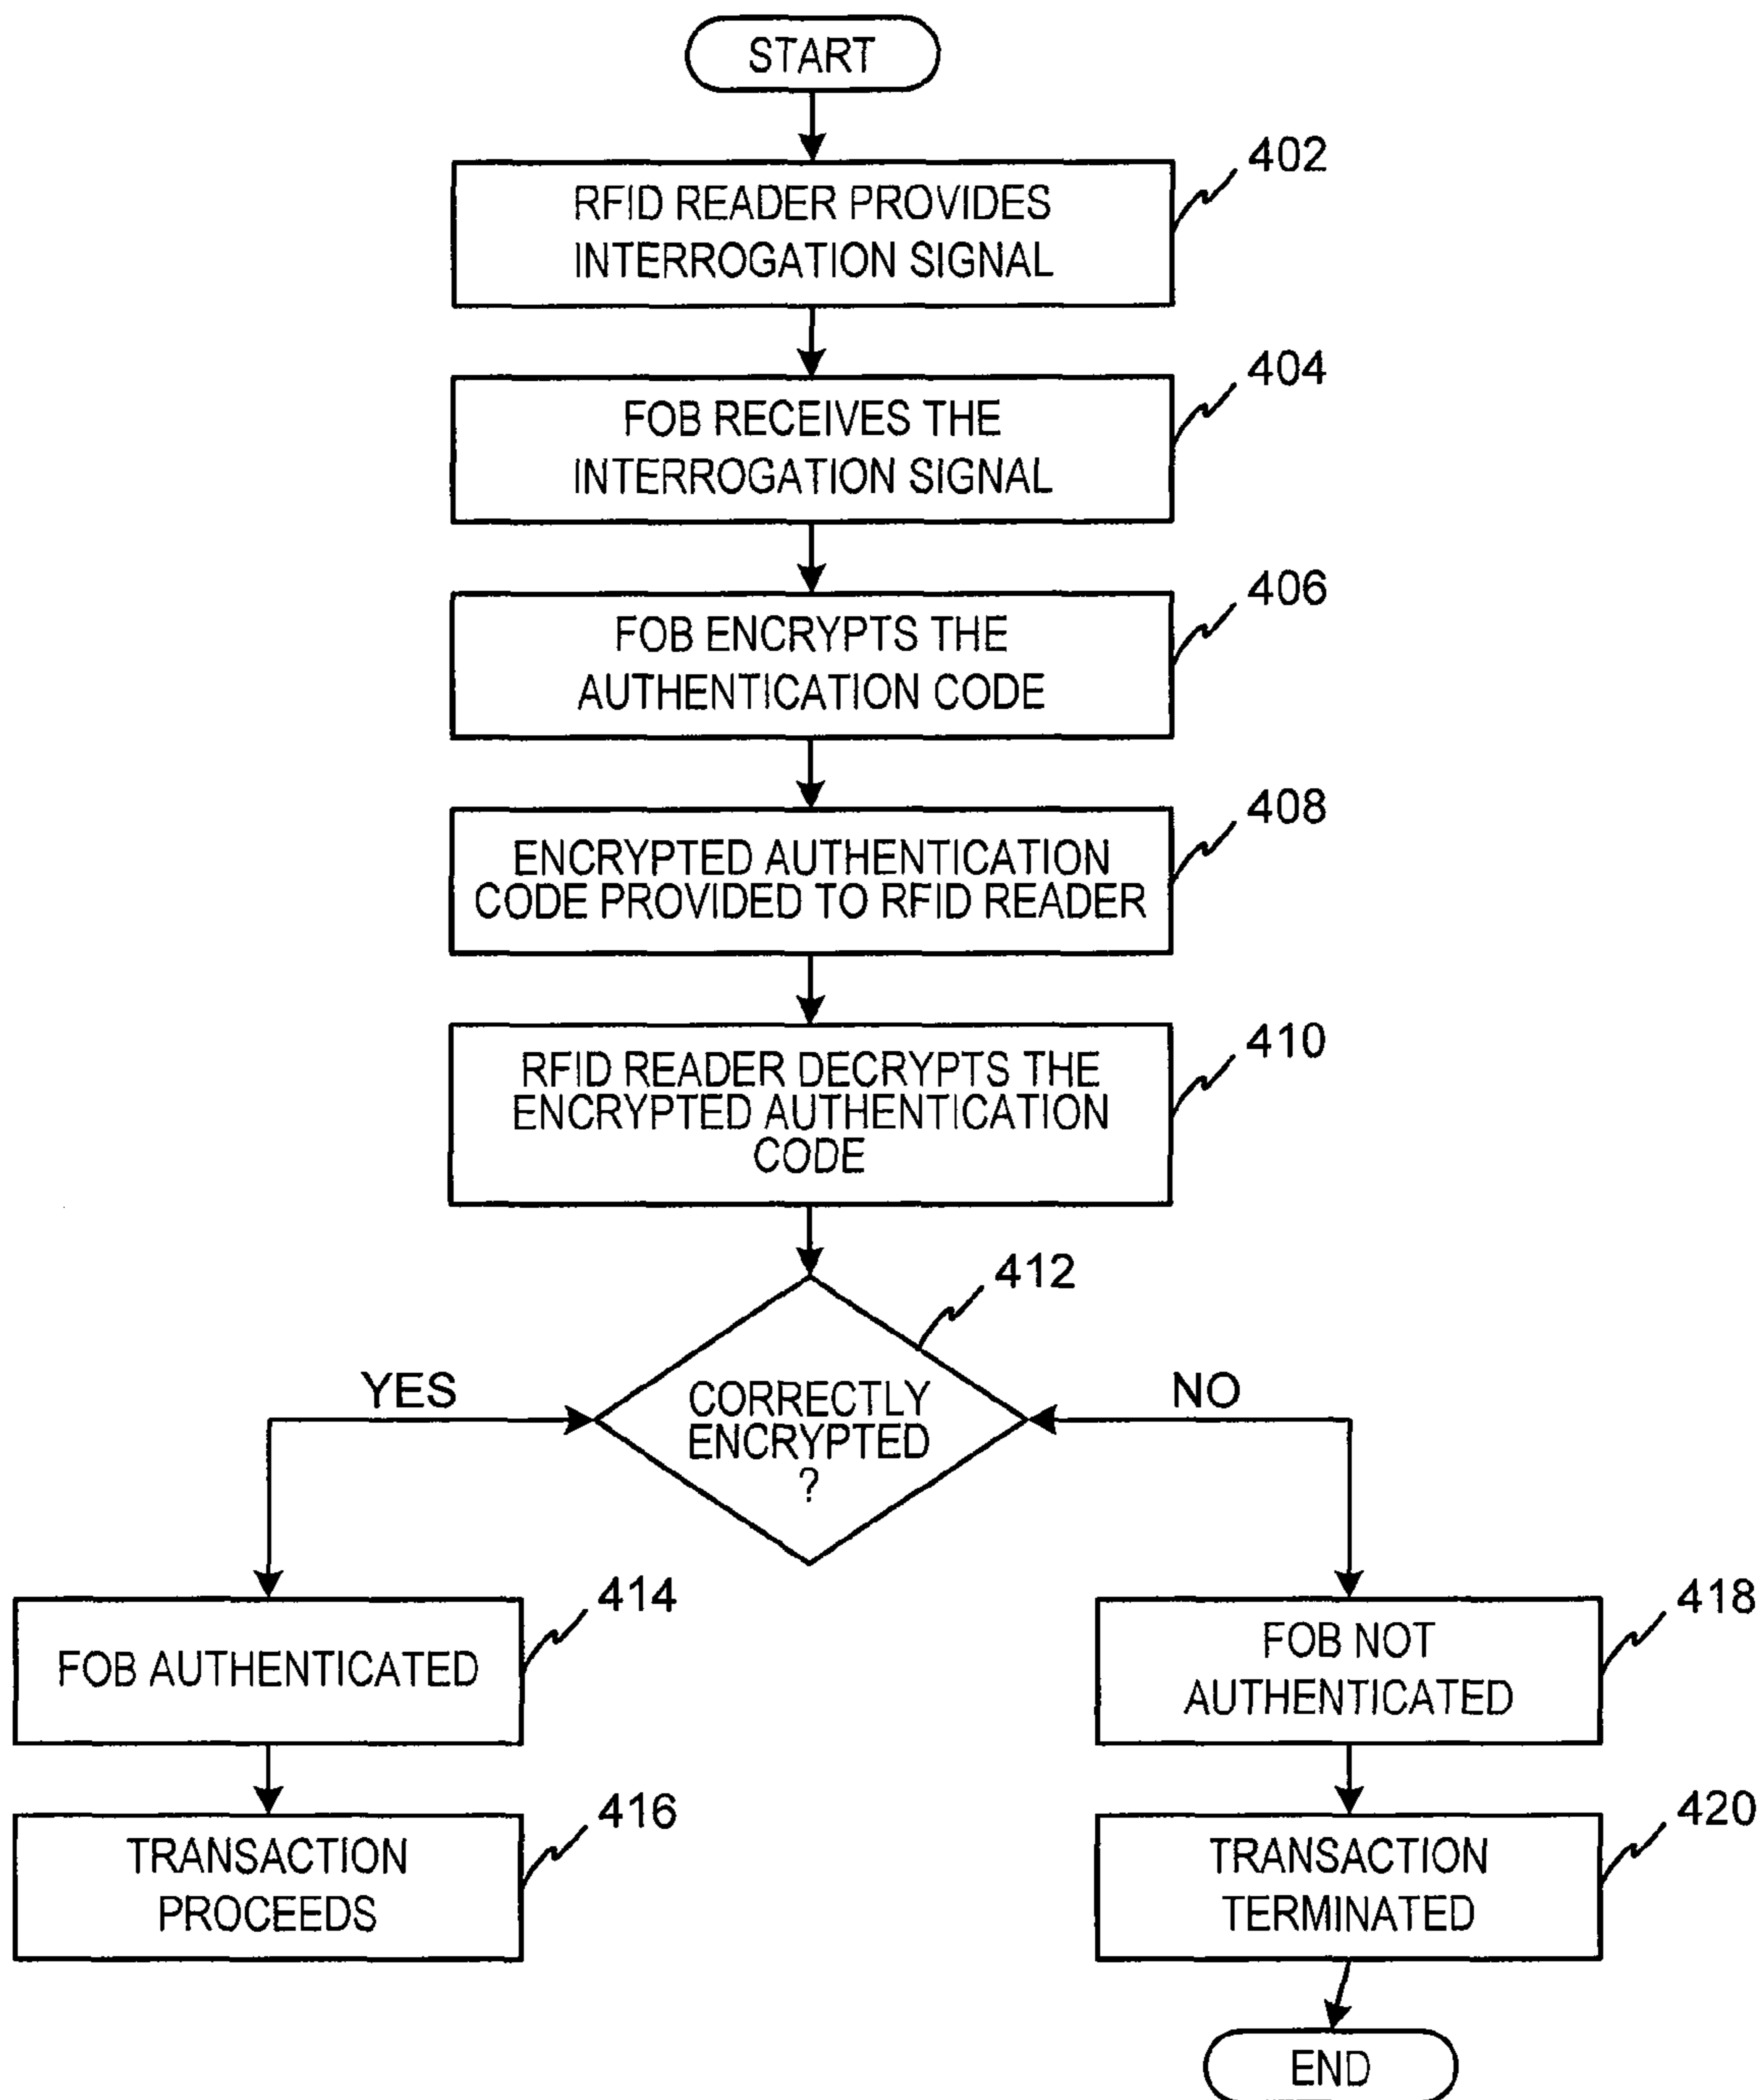 START
402
RFID READER PROVIDES
INTERROGATION SIGNAL
404
FOB RECEIVES THE
INTERROGATION SIGNAL
406
FOB ENCRYPTS THE
AUTHENTICATION CODE
408
ENCRYPTED AUTHENTICATION
CODE PROVIDED TO RFID READER
410
RFID READER DECRYPTS THE
ENCRYPTED AUTHENTICATION
CODE
412
CORRECTLY
ENCRYPTED
?
YES
NO
414
FOB AUTHENTICATED
418
FOB NOT
AUTHENTICATED
416
TRANSACTION
PROCEEDS
420
TRANSACTION
TERMINATED
END